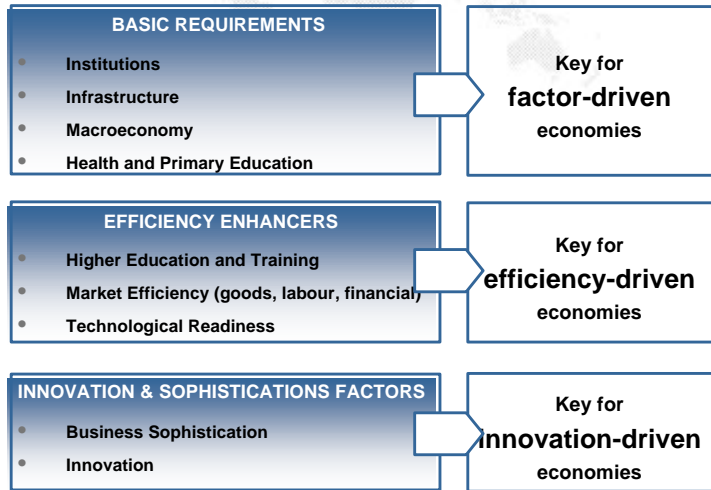 BASIC REQUIREMENTS
• Institutions
• Infrastructure
• Macroeconomy
• Health and Primary Education
Key for
factor-driven
economies
EFFICIENCY ENHANCERS
• Higher Education and Training
• Market Efficiency (goods, labour, financial)
• Technological Readiness
Key for
efficiency-driven
economies
INNOVATION & SOPHISTICATIONS FACTORS
• Business Sophistication
• Innovation
Key for
innovation-driven
economies